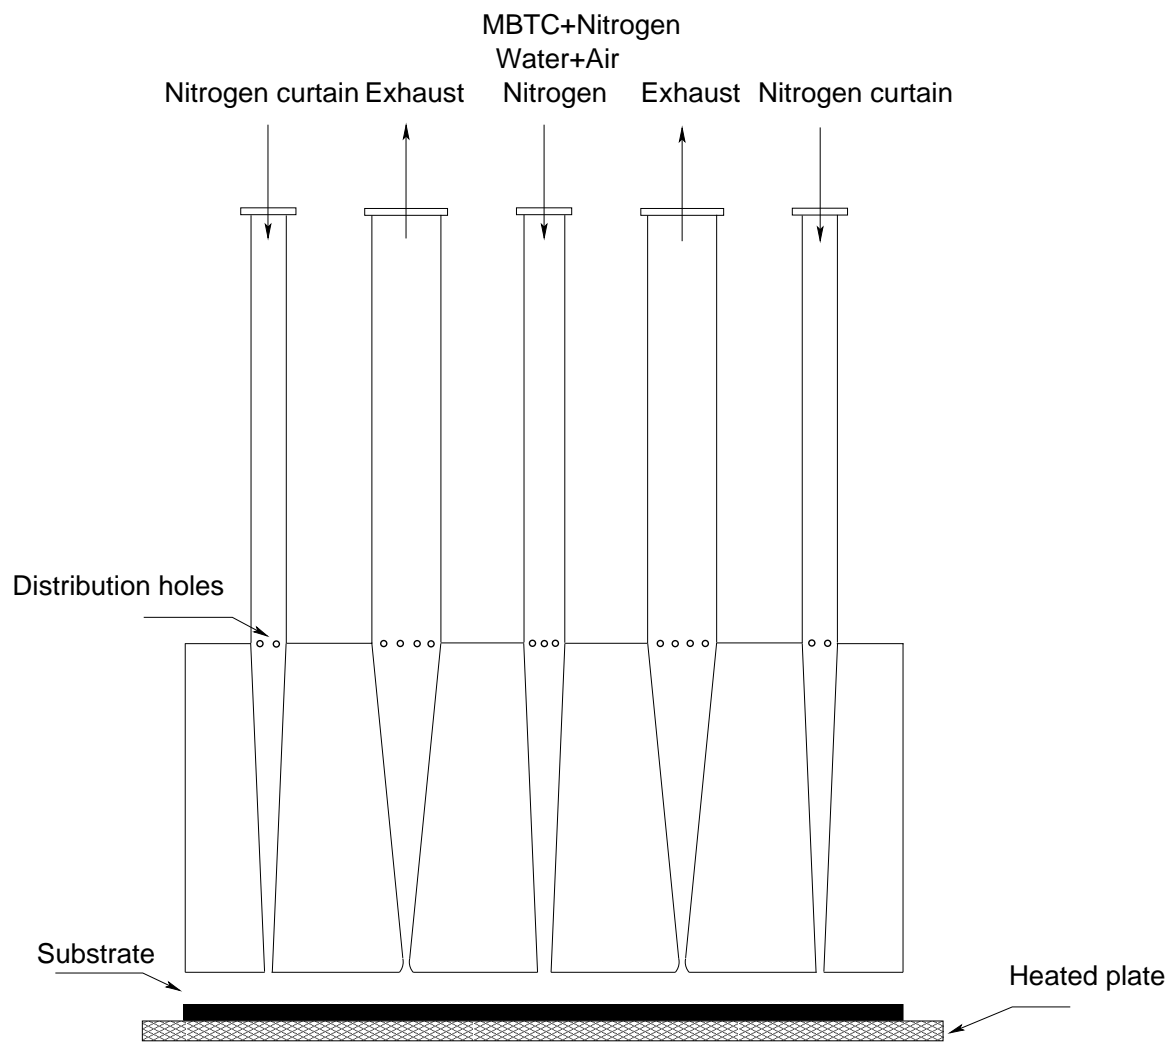 MBTC+Nitrogen
Water+Air
Nitrogen curtain Exhaust Nitrogen Exhaust Nitrogen curtain
Distribution holes
Substrate
Heated plate